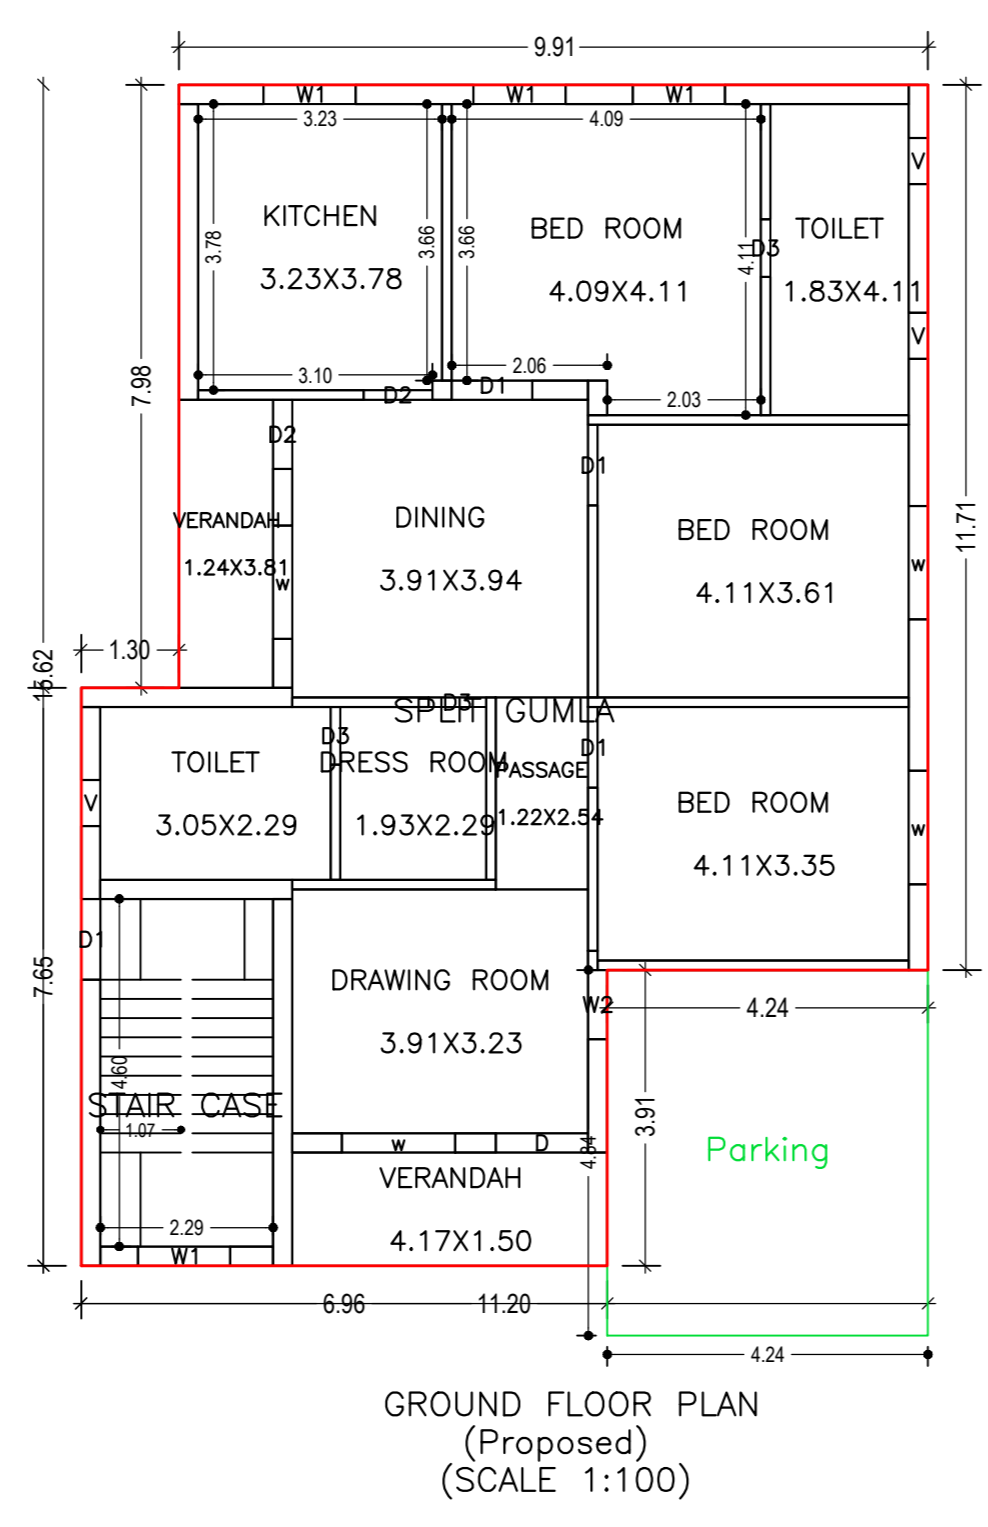 9.91
W1
W1
W1
3.23
4.09
V
KITCHEN
3.23X3.78
3.78
3.66
3.66
BED ROOM
4.09X4.11
4.11
D3
TOILET
1.83X4.11
V
3.10
2.06
D2
D1
2.03
7.98
D2
D1
VERANDAH
1.24X3.81
W
DINING
3.91X3.94
BED ROOM
4.11X3.61
W
11.71
1.30
15.62
SPLIT GUMLA
D3
D3
D1
TOILET
3.05X2.29
DRESS ROOM
1.93X2.29
PASSAGE
1.22X2.54
BED ROOM
4.11X3.35
W
V
D1
7.65
DRAWING ROOM
3.91X3.23
W2
4.24
4.60
STAIR CASE
1.07
3.91
4.84
W
D
Parking
VERANDAH
4.17X1.50
2.29
W1
6.96
11.20
4.24
GROUND FLOOR PLAN
(Proposed)
(SCALE 1:100)